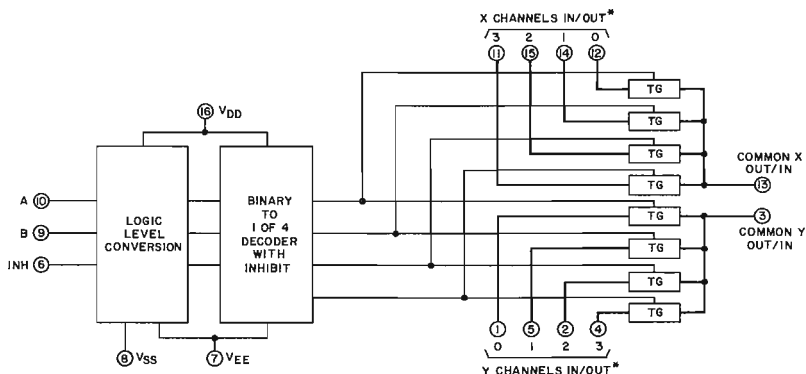 X CHANNELS IN/OUT*
3 2 1 0
11 15 14 12
TG
TG
TG
TG
16 VDD
COMMON X
OUT/IN
13
A 10
B 9
INH 6
LOGIC
LEVEL
CONVERSION
BINARY
TO
1 OF 4
DECODER
WITH
INHIBIT
TG
TG
TG
TG
3
COMMON Y
OUT/IN
8 VSS
7 VEE
1 5 2 4
0 1 2 3
Y CHANNELS IN/OUT*